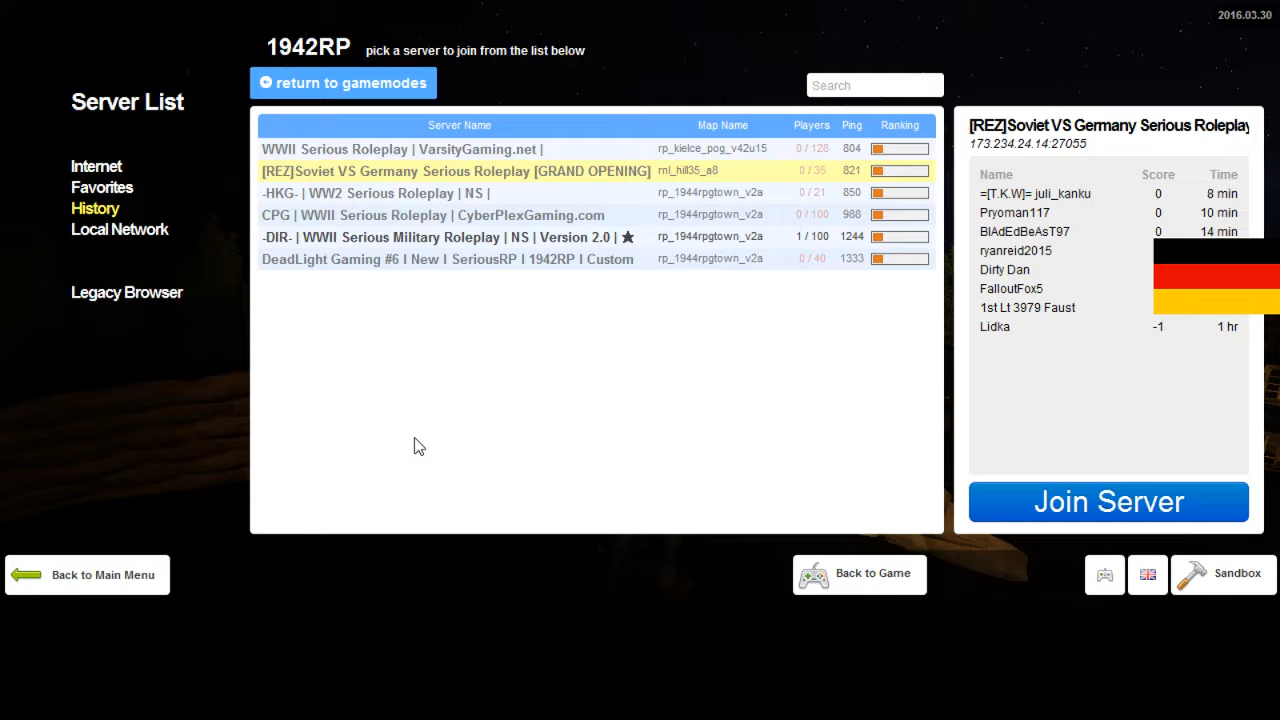 2016.03.30
1942RP pick a server to join from the list below
return to gamemodes
Search
Server List
Internet
Favorites
History
Local Network
Legacy Browser
Server Name Map Name Players Ping Ranking
WWII Serious Roleplay | VarsityGaming.net | rp_kielce_pog_v42u15 0 / 128 804
[REZ]Soviet VS Germany Serious Roleplay [GRAND OPENING] rnl_hill35_a8 0 / 35 821
-HKG- | WW2 Serious Roleplay | NS | rp_1944rpgtown_v2a 0 / 21 850
CPG | WWII Serious Roleplay | CyberPlexGaming.com rp_1944rpgtown_v2a 0 / 100 988
-DIR- | WWII Serious Military Roleplay | NS | Version 2.0 | ★ rp_1944rpgtown_v2a 1 / 100 1244
DeadLight Gaming #6 I New I SeriousRP I 1942RP I Custom rp_1944rpgtown_v2a 0 / 40 1333
[REZ]Soviet VS Germany Serious Roleplay
173.234.24.14:27055
Name Score Time
=[T.K.W]= juli_kanku 0 8 min
Pryoman117 0 10 min
BlAdEdBeAsT97 0 14 min
ryanreid2015
Dirty Dan
FalloutFox5
1st Lt 3979 Faust
Lidka -1 1 hr
Join Server
Back to Main Menu
Back to Game
Sandbox